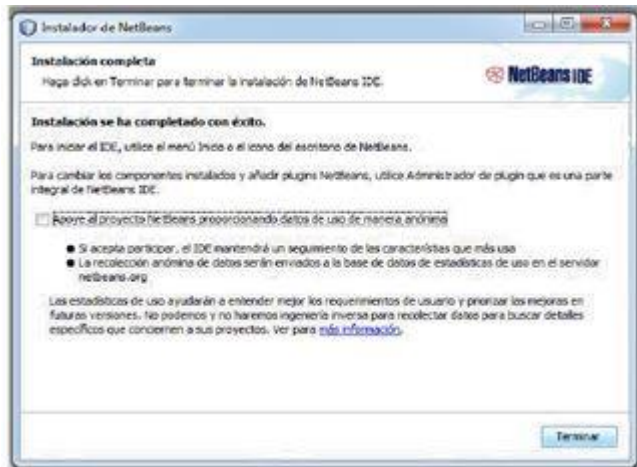 Instalador de NetBeans
Instalación completa
Haga click en Terminar para terminar la instalación de NetBeans IDE.
NetBeans IDE
Instalación se ha completado con éxito.
Para iniciar el IDE, utilice el menú Inicio o el icono del escritorio de NetBeans.
Para cambiar los componentes instalados y añadir plugins NetBeans, utilice Administrador de plugin que es una parte
integral de NetBeans IDE.
Apoye al proyecto NetBeans proporcionando datos de uso de manera anónima
● Si acepta participar, el IDE mantendrá un seguimiento de las características que más usa
● La recolección anónima de datos serán enviados a la base de datos de estadísticas de uso en el servidor
netbeans.org
Las estadísticas de uso ayudarán a entender mejor los requerimientos de usuario y priorizar las mejoras en
futuras versiones. No podemos y no haremos ingeniería inversa para recolectar datos para buscar detalles
específicos que conciernen a sus proyectos. Ver para más información.
Terminar